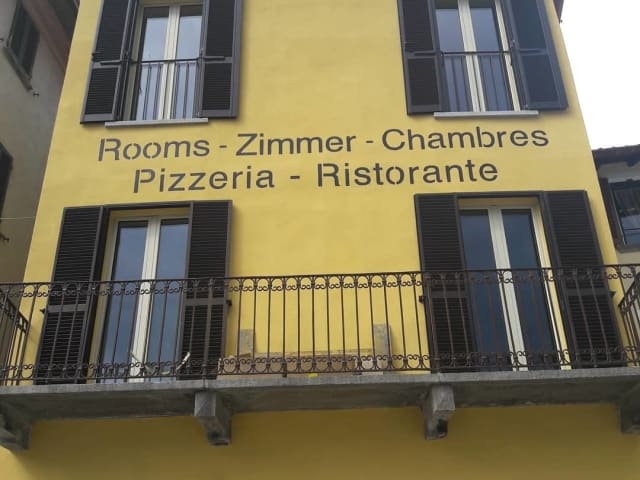 Rooms - Zimmer - Chambres
Pizzeria - Ristorante